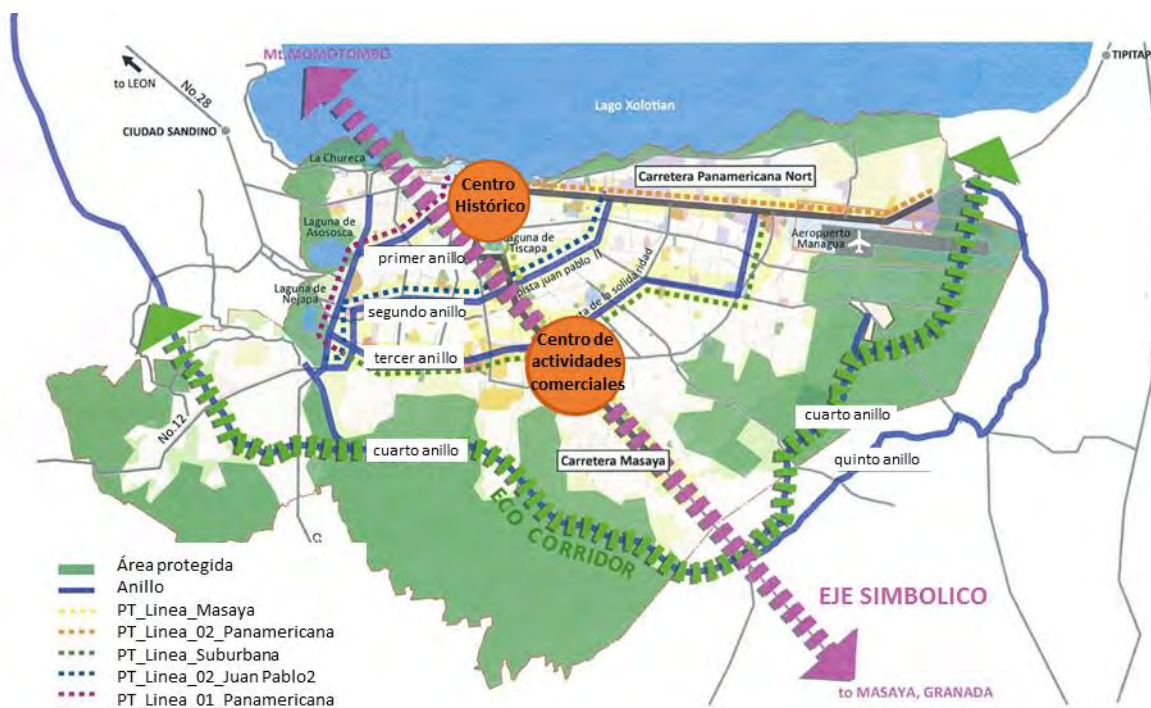 Mt.MOMOTOMBO
TIPITAP
to LEON
No.28
Lago Xolotlan
CIUDAD SANDINO
La Chureca
Centro
Histórico
Carretera Panamericana Nort
Laguna de
Asososca
Laguna de
Tiscapa
Aeropuerto
Managua
primer anillo
pista juan pablo II
de la solidaridad
Laguna de
Nejapa
segundo anillo
Centro de
actividades
comerciales
tercer anillo
No.12
cuarto anillo
cuarto anillo
Carretera Masaya
quinto anillo
ECO CORRIDOR
EJE SIMBOLICO
to MASAYA, GRANADA
Área protegida
Anillo
PT_Linea_Masaya
PT_Linea_02_Panamericana
PT_Linea_Suburbana
PT_Linea_02_Juan Pablo2
PT_Linea_01_Panamericana